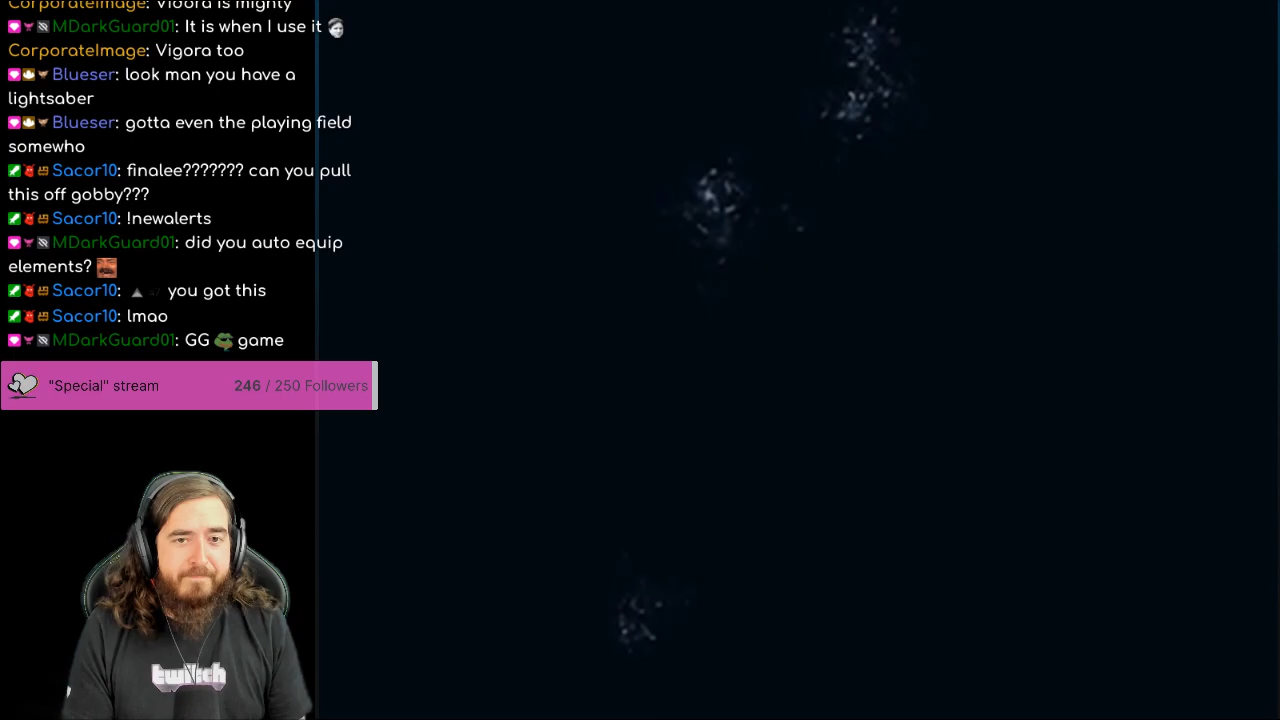 CorporateImage: Vidora is mighty
MDarkGuard01: It is when I use it
CorporateImage: Vigora too
Blueser: look man you have a
lightsaber
Blueser: gotta even the playing field
somewho
Sacor10: finalee??????? can you pull
this off gobby???
Sacor10: !newalerts
MDarkGuard01: did you auto equip
elements?
Sacor10: you got this
Sacor10: lmao
MDarkGuard01: GG game
"Special" stream 246 / 250 Followers
twitch